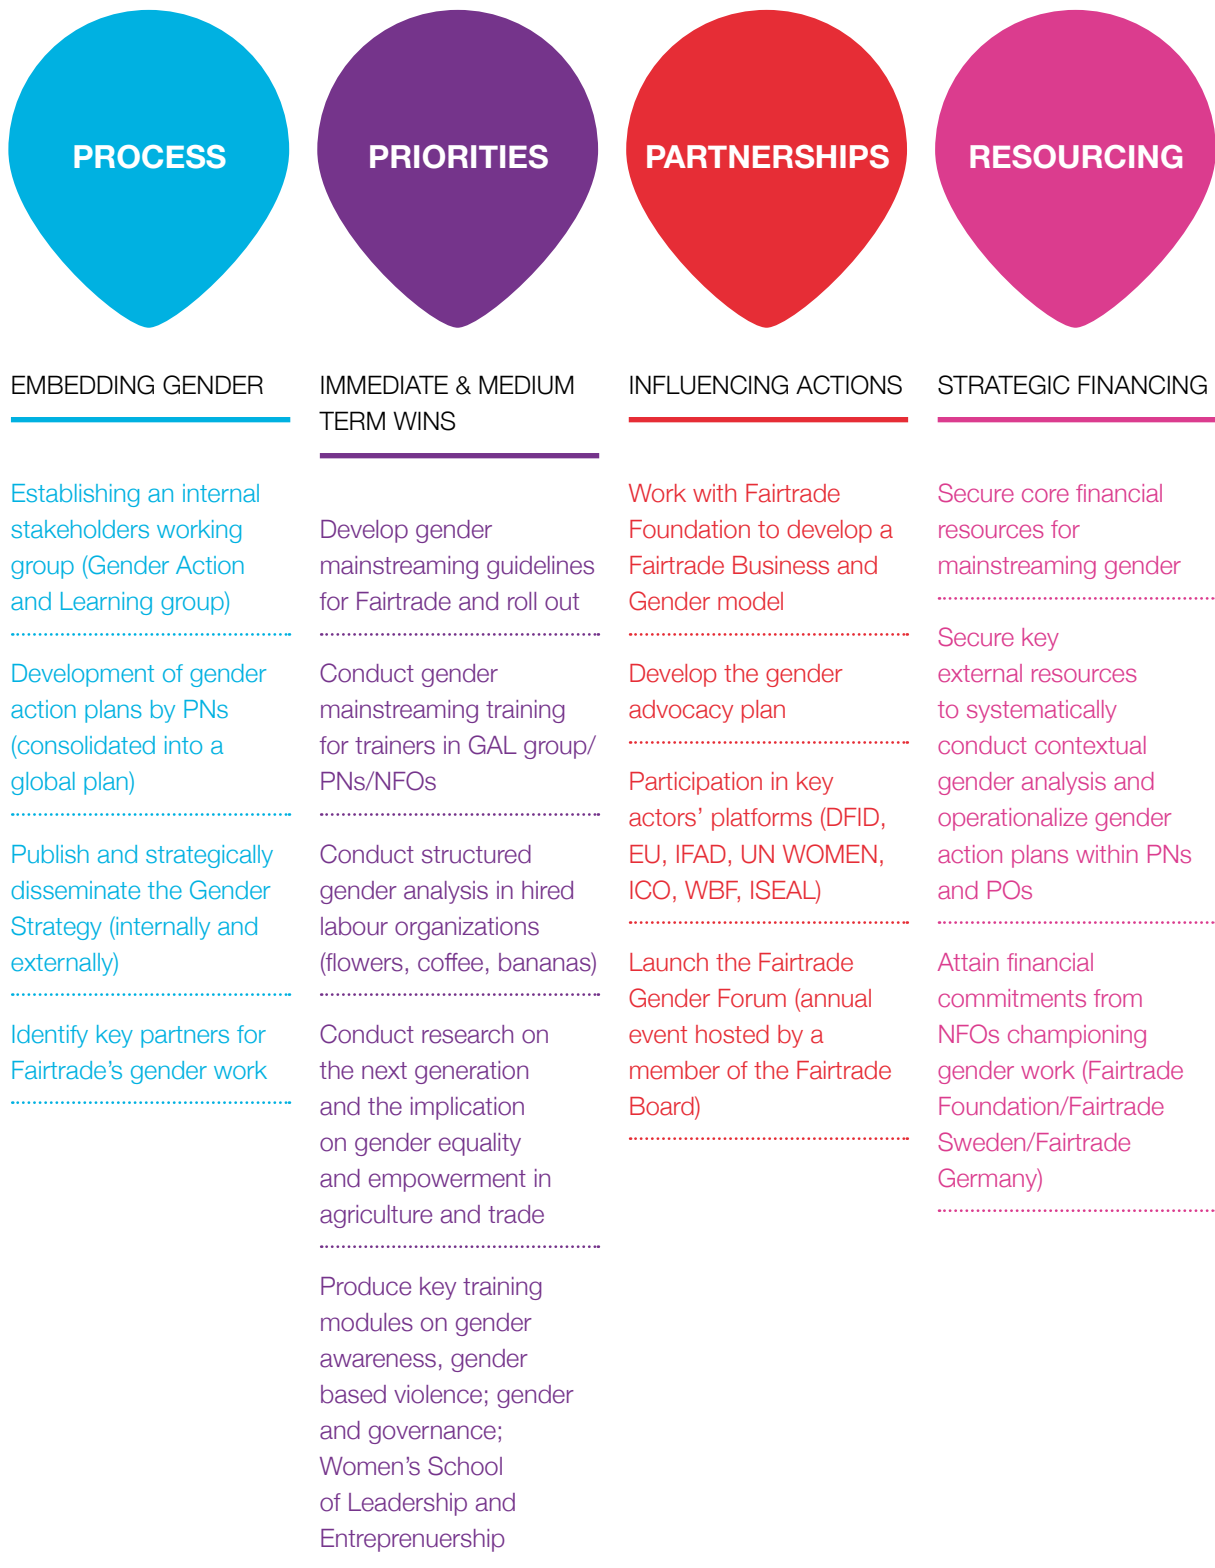 PROCESS
EMBEDDING GENDER
Establishing an internal
stakeholders working
group (Gender Action
and Learning group)
Development of gender
action plans by PNs
(consolidated into a
global plan)
Publish and strategically
disseminate the Gender
Strategy (internally and
externally)
Identify key partners for
Fairtrade’s gender work
PRIORITIES
IMMEDIATE & MEDIUM
TERM WINS
Develop gender
mainstreaming guidelines
for Fairtrade and roll out
Conduct gender
mainstreaming training
for trainers in GAL group/
PNs/NFOs
Conduct structured
gender analysis in hired
labour organizations
(flowers, coffee, bananas)
Conduct research on
the next generation
and the implication
on gender equality
and empowerment in
agriculture and trade
Produce key training
modules on gender
awareness, gender
based violence; gender
and governance;
Women’s School
of Leadership and
Entreprenuership
PARTNERSHIPS
INFLUENCING ACTIONS
Work with Fairtrade
Foundation to develop a
Fairtrade Business and
Gender model
Develop the gender
advocacy plan
Participation in key
actors’ platforms (DFID,
EU, IFAD, UN WOMEN,
ICO, WBF, ISEAL)
Launch the Fairtrade
Gender Forum (annual
event hosted by a
member of the Fairtrade
Board)
RESOURCING
STRATEGIC FINANCING
Secure core financial
resources for
mainstreaming gender
Secure key
external resources
to systematically
conduct contextual
gender analysis and
operationalize gender
action plans within PNs
and POs
Attain financial
commitments from
NFOs championing
gender work (Fairtrade
Foundation/Fairtrade
Sweden/Fairtrade
Germany)